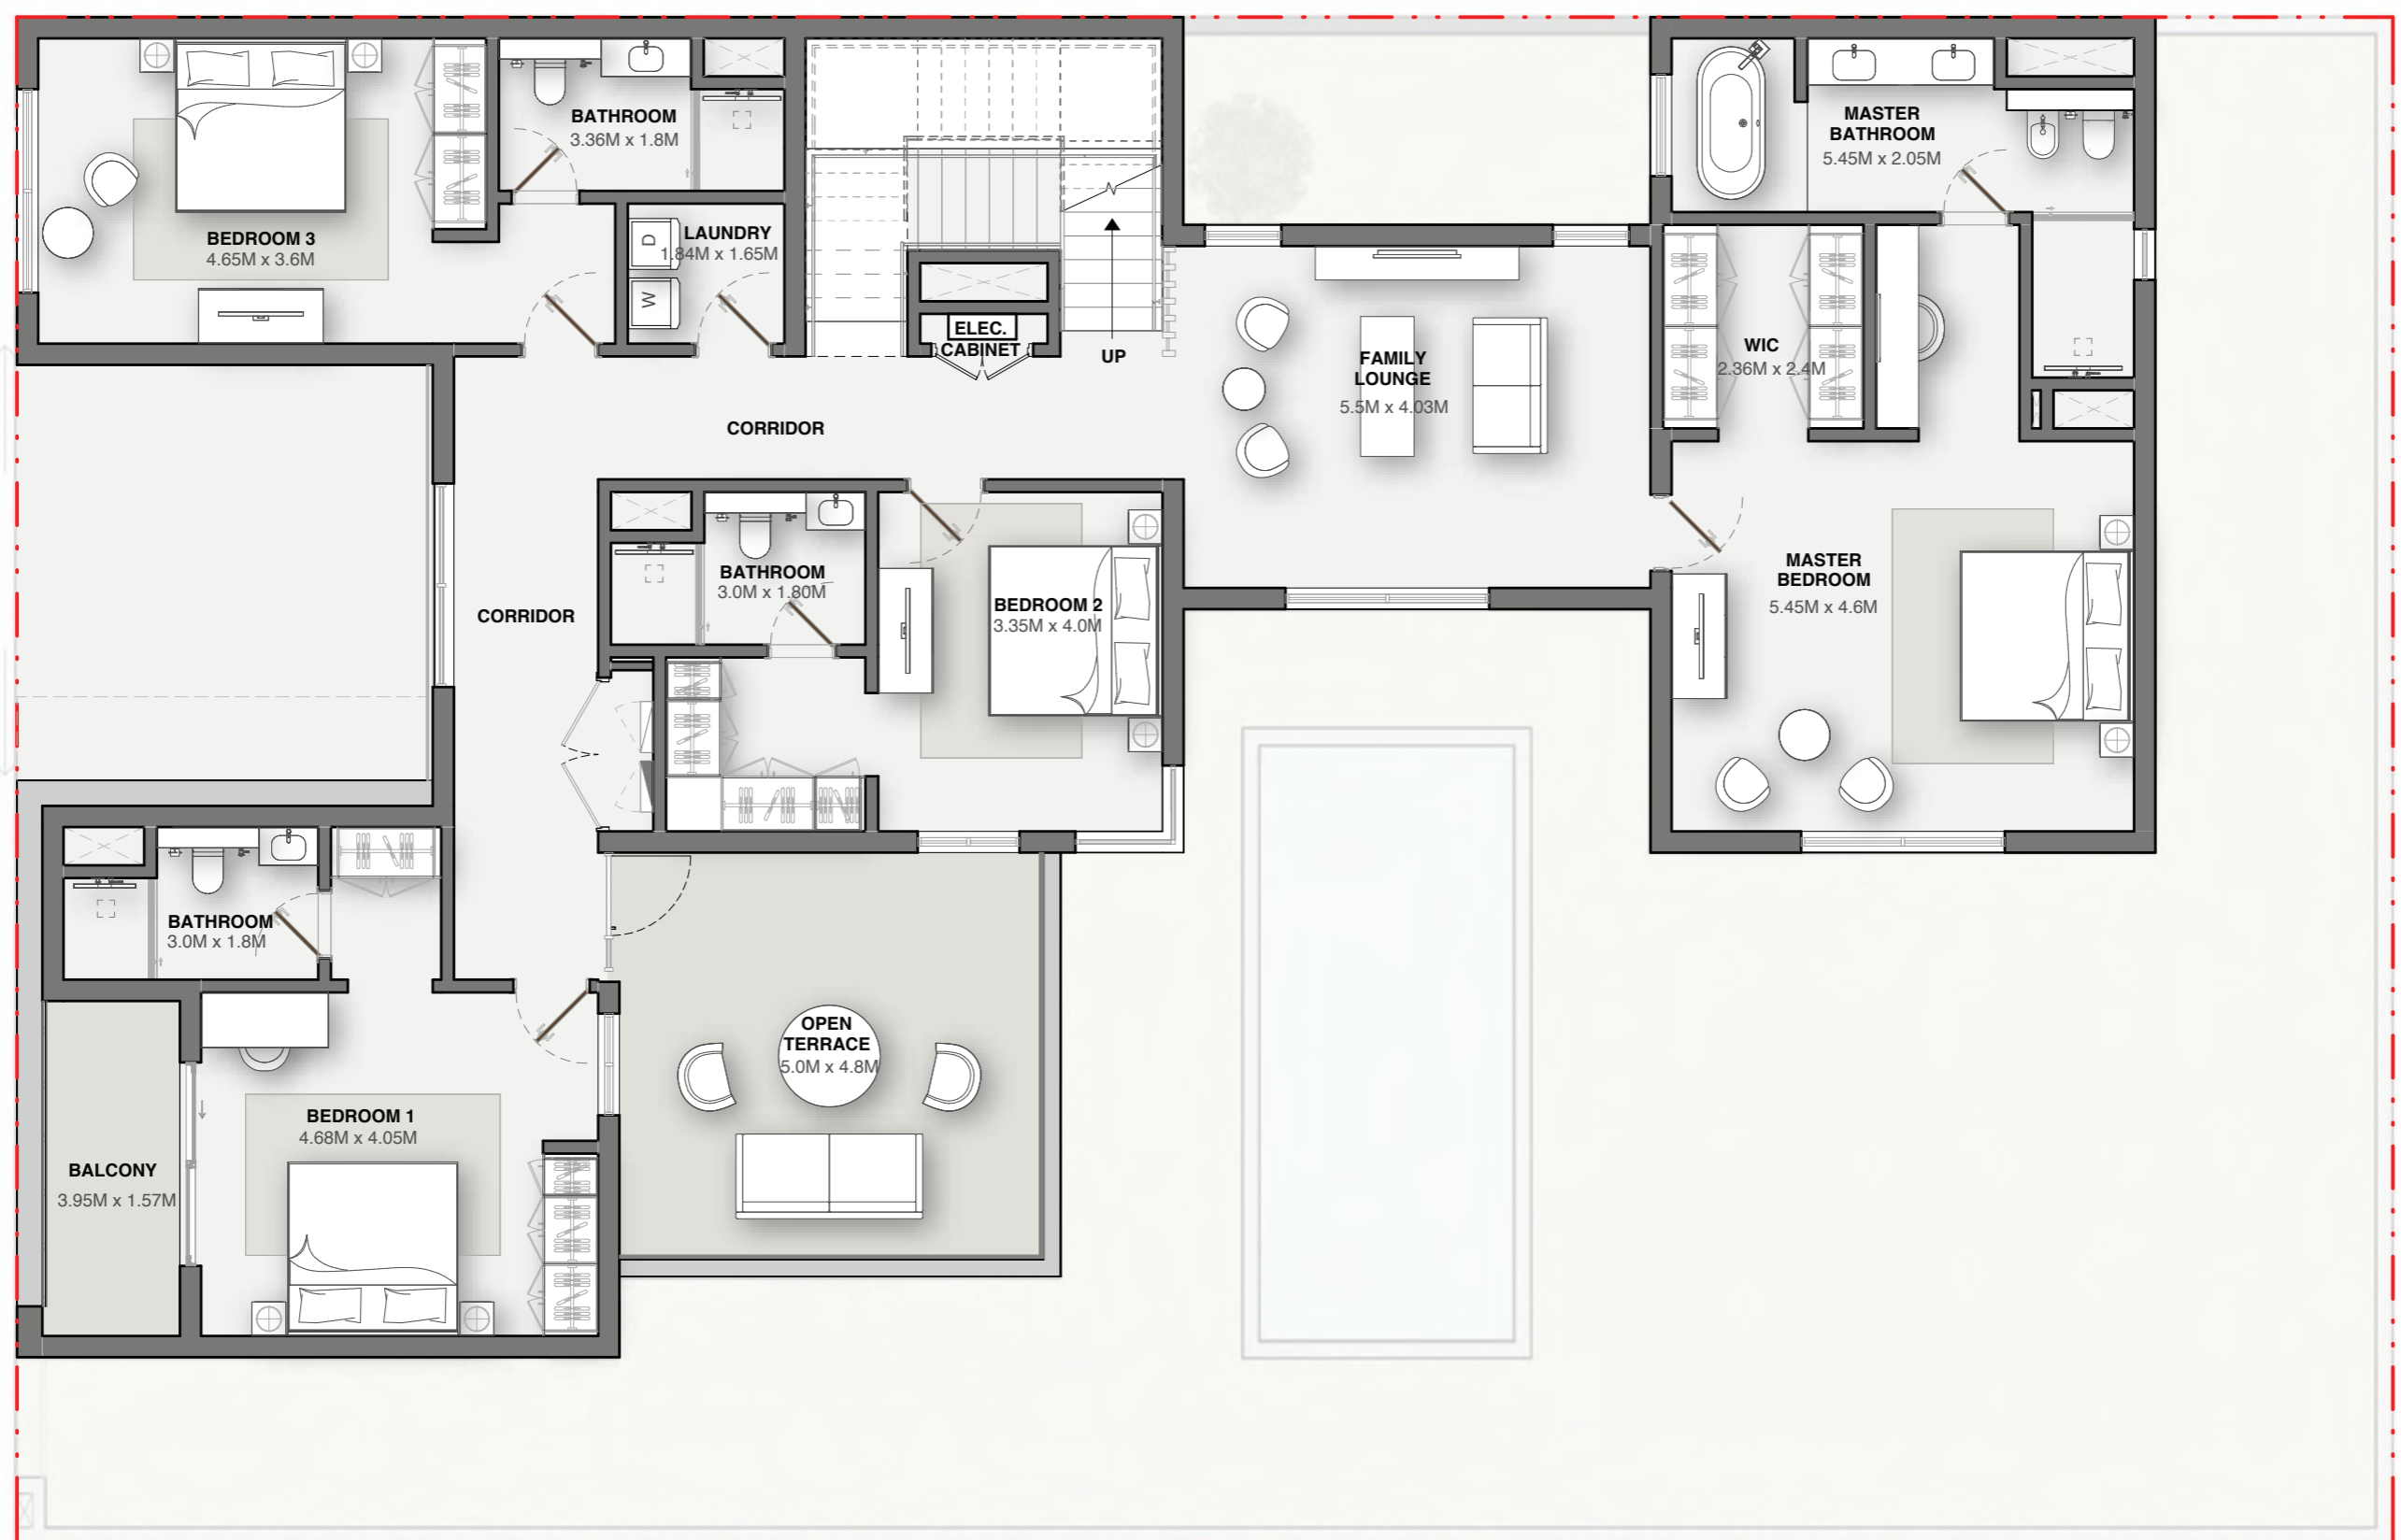 BATHROOM
3.36M x 1.8M
MASTER
BATHROOM
5.45M x 2.05M
BEDROOM 3
4.65M x 3.6M
D
LAUNDRY
1.84M x 1.65M
W
ELEC.
CABINET
UP
FAMILY
LOUNGE
5.5M x 4.03M
WIC
2.36M x 2.4M
CORRIDOR
BATHROOM
3.0M x 1.80M
BEDROOM 2
3.35M x 4.0M
MASTER
BEDROOM
5.45M x 4.6M
CORRIDOR
BATHROOM
3.0M x 1.8M
OPEN
TERRACE
5.0M x 4.8M
BEDROOM 1
4.68M x 4.05M
BALCONY
3.95M x 1.57M